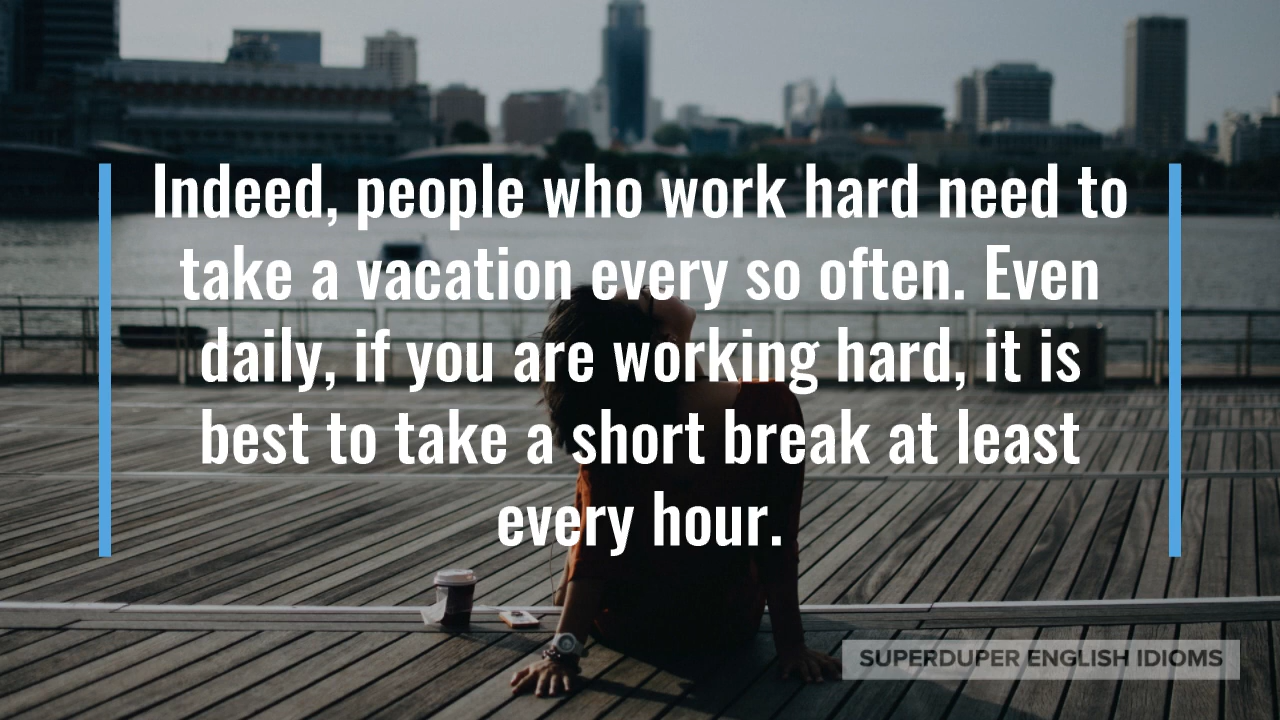 Indeed, people who work hard need to
take a vacation every so often. Even
daily, if you are working hard, it is
best to take a short break at least
every hour.
SUPERDUPER ENGLISH IDIOMS